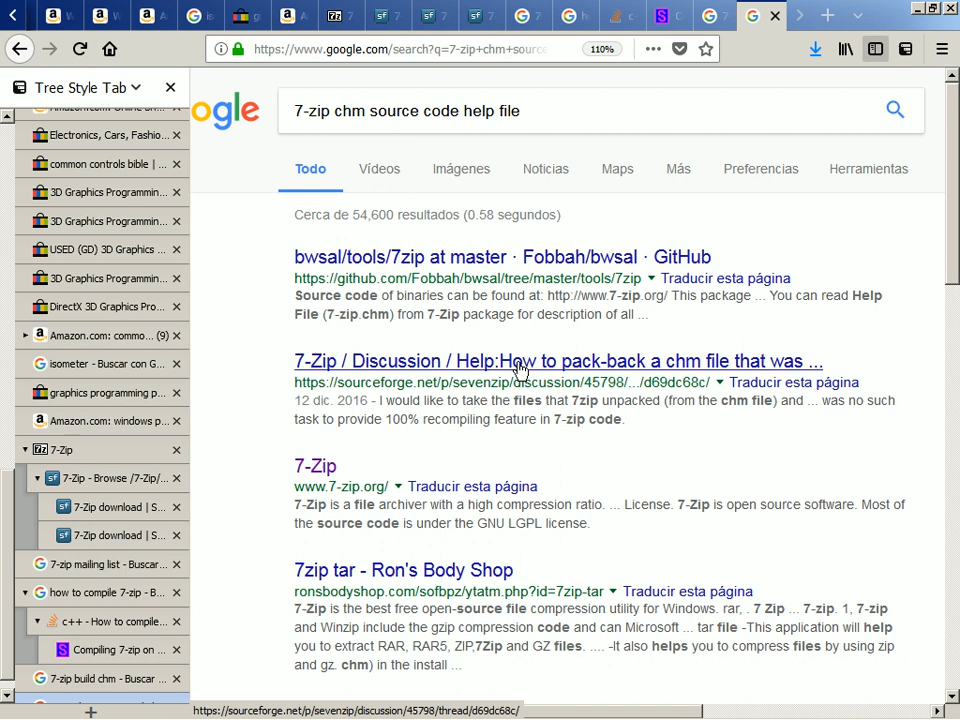 is
g
7
7
7
7
7
h
c
C
7
https://www.google.com/search?q=7-zip+chm+source
110%
Tree Style Tab
Electronics, Cars, Fashio...
common controls bible | ...
3D Graphics Programmin...
3D Graphics Programmin...
USED (GD) 3D Graphics ...
3D Graphics Programmin...
DirectX 3D Graphics Pro...
Amazon.com: commo... (9)
isometer - Buscar con G...
graphics programming p...
Amazon.com: windows p...
7-Zip
7-Zip - Browse /7-Zip/...
7-Zip download | S...
7-Zip download | S...
7-zip mailing list - Buscar...
how to compile 7-zip - B...
c++ - How to compile...
Compiling 7-zip on ...
7-zip build chm - Buscar ...
ogle
7-zip chm source code help file
Todo Vídeos Imágenes Noticias Maps Más Preferencias Herramientas
Cerca de 54,600 resultados (0.58 segundos)
bwsal/tools/7zip at master · Fobbah/bwsal · GitHub
https://github.com/Fobbah/bwsal/tree/master/tools/7zip ▼ Traducir esta página
Source code of binaries can be found at: http://www.7-zip.org/ This package ... You can read Help
File (7-zip.chm) from 7-Zip package for description of all ...
7-Zip / Discussion / Help:How to pack-back a chm file that was ...
https://sourceforge.net/p/sevenzip/discussion/45798/.../d69dc68c/ ▼ Traducir esta página
12 dic. 2016 - I would like to take the files that 7zip unpacked (from the chm file) and ... was no such
task to provide 100% recompiling feature in 7-zip code.
7-Zip
www.7-zip.org/ ▼ Traducir esta página
7-Zip is a file archiver with a high compression ratio. ... License. 7-Zip is open source software. Most of
the source code is under the GNU LGPL license.
7zip tar - Ron's Body Shop
ronsbodyshop.com/sofbpz/ytatm.php?id=7zip-tar ▼ Traducir esta página
7-Zip is the best free open-source file compression utility for Windows. rar, . 7 Zip ... 7-zip. 1, 7-zip
and Winzip include the gzip compression code and can Microsoft ... tar file -This application will help
you to extract RAR, RAR5, ZIP,7Zip and GZ files. .... -It also helps you to compress files by using zip
and gz. chm) in the install ...
https://sourceforge.net/p/sevenzip/discussion/45798/thread/d69dc68c/